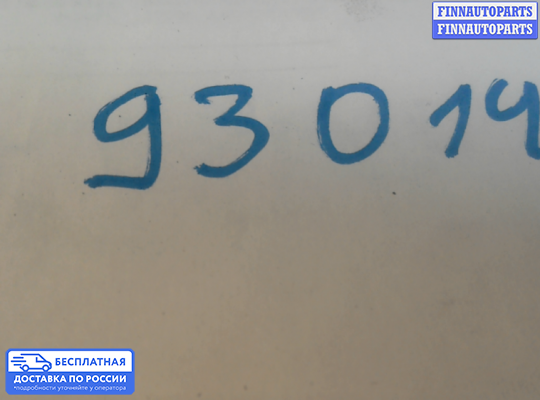 FINNAUTOPARTS
FINNAUTOPARTS
93014
БЕСПЛАТНАЯ
ДОСТАВКА ПО РОССИИ
*подробности уточняйте у оператора